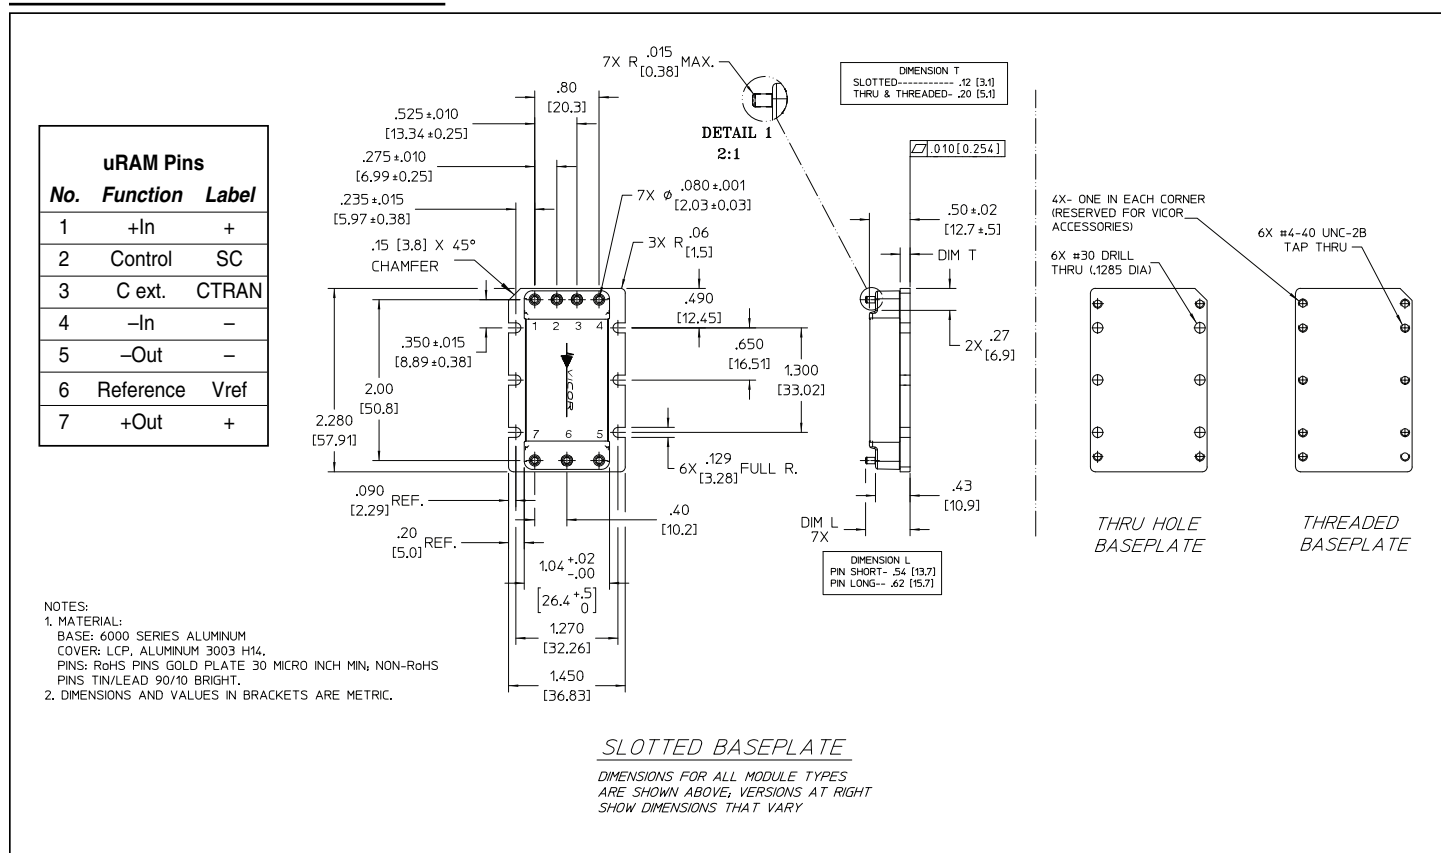 uRAM Pins
No. Function Label
1 +In +
2 Control SC
3 C ext. CTRAN
4 –In –
5 –Out –
6 Reference Vref
7 +Out +
7X R .015 MAX.
[0.38]
.80
[20.3]
.525 ±.010
[13.34 ±0.25]
.275 ±.010
[6.99 ±0.25]
.235 ±.015
[5.97 ±0.38]
.15 [3.8] X 45°
CHAMFER
DETAIL 1
2:1
7X ø .080 ±.001
[2.03 ±0.03]
3X R .06
[1.5]
DIMENSION T
SLOTTED----------- .12 [3.1]
THRU & THREADED- .20 [5.1]
⏥ .010[0.254]
.50 ±.02
[12.7 ±.5]
DIM T
.490
[12.45]
.650
[16.51]
1.300
[33.02]
2X .27
[6.9]
.350 ±.015
[8.89 ±0.38]
2.00
[50.8]
2.280
[57.91]
1 2 3 4
VICOR
7 6 5
6X .129 FULL R.
[3.28]
.090 REF.
[2.29]
.20 REF.
[5.0]
.40
[10.2]
1.04 +.02
-.00
[26.4 +.5
0]
1.270
[32.26]
1.450
[36.83]
.43
[10.9]
DIM L
7X
DIMENSION L
PIN SHORT- .54 [13.7]
PIN LONG-- .62 [15.7]
4X- ONE IN EACH CORNER
(RESERVED FOR VICOR
ACCESSORIES)
6X #30 DRILL
THRU (.1285 DIA)
6X #4-40 UNC-2B
TAP THRU
THRU HOLE
BASEPLATE
THREADED
BASEPLATE
NOTES:
1. MATERIAL:
BASE: 6000 SERIES ALUMINUM
COVER: LCP, ALUMINUM 3003 H14,
PINS: RoHS PINS GOLD PLATE 30 MICRO INCH MIN; NON-RoHS
PINS TIN/LEAD 90/10 BRIGHT.
2. DIMENSIONS AND VALUES IN BRACKETS ARE METRIC.
SLOTTED BASEPLATE
DIMENSIONS FOR ALL MODULE TYPES
ARE SHOWN ABOVE; VERSIONS AT RIGHT
SHOW DIMENSIONS THAT VARY